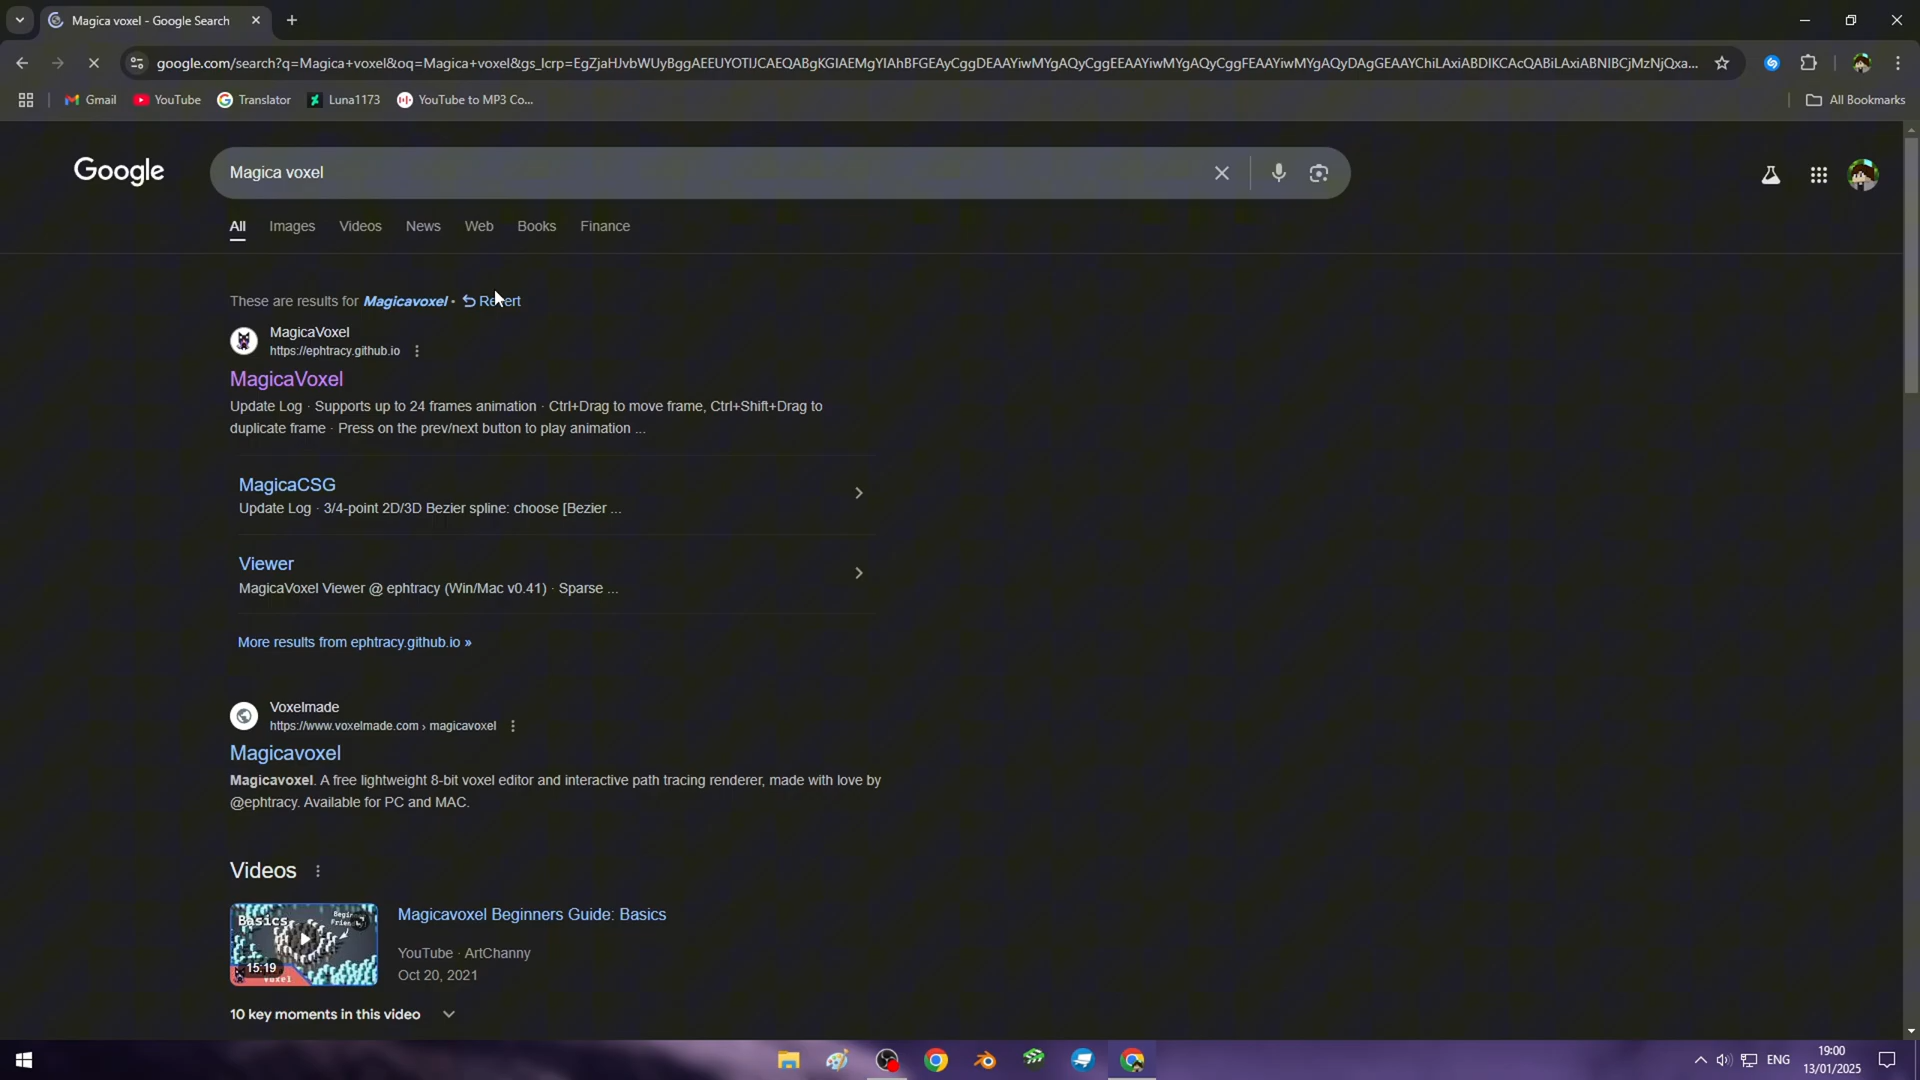 Magica voxel - Google Search
google.com/search?q=Magica+voxel&oq=Magica+voxel&gs_lcrp=EgZjaHJvbWUyBggAEEUYOTIJCAEQABgKGIAEMgYIAhBFGEAyCggDEAAYiwMYgAQyCggEEAAYiwMYgAQyCggFEAAYiwMYgAQyDAgGEAAYChiLAxiABDIKCAcQABiLAxiABNIBCjMzNjQxa...
Gmail
YouTube
Translator
Luna1173
YouTube to MP3 Co...
All Bookmarks
Google
Magica voxel
All
Images
Videos
News
Web
Books
Finance
These are results for Magicavoxel · Revert
MagicaVoxel
https://ephtracy.github.io
MagicaVoxel
Update Log · Supports up to 24 frames animation · Ctrl+Drag to move frame, Ctrl+Shift+Drag to
duplicate frame · Press on the prev/next button to play animation ...
MagicaCSG
Update Log · 3/4-point 2D/3D Bezier spline: choose [Bezier ...
Viewer
MagicaVoxel Viewer @ ephtracy (Win/Mac v0.41) · Sparse ...
More results from ephtracy.github.io »
Voxelmade
https://www.voxelmade.com › magicavoxel
Magicavoxel
Magicavoxel. A free lightweight 8-bit voxel editor and interactive path tracing renderer, made with love by
@ephtracy. Available for PC and MAC.
Videos
Basics
15:19
Magicavoxel Beginners Guide: Basics
YouTube · ArtChanny
Oct 20, 2021
10 key moments in this video
ENG
19:00
13/01/2025